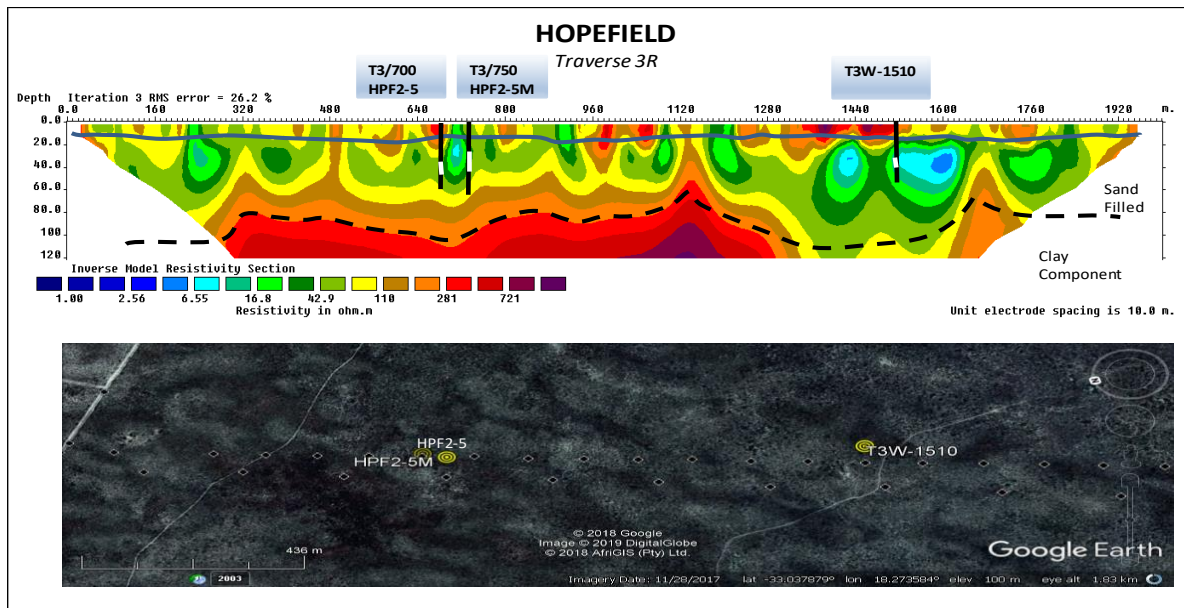 HOPEFIELD
Traverse 3R
T3/700
HPF2-5
T3/750
HPF2-5M
T3W-1510
Depth Iteration 3 RMS error = 26.2 %
0.0 160 320 480 640 800 960 1120 1280 1440 1600 1760 1920 m.
0.0
20.0
40.0
60.0
80.0
100
120
Sand
Filled
Clay
Component
Inverse Model Resistivity Section
1.00 2.56 6.55 16.8 42.9 110 281 721
Resistivity in ohm.m
Unit electrode spacing is 10.0 m.
HPF2-5
HPF2-5M
T3W-1510
© 2018 Google
Image © 2019 DigitalGlobe
© 2018 AfriGIS (Pty) Ltd.
436 m
Google Earth
2003
Imagery Date: 11/28/2017 lat -33.037879° lon 18.273584° elev 100 m eye alt 1.83 km